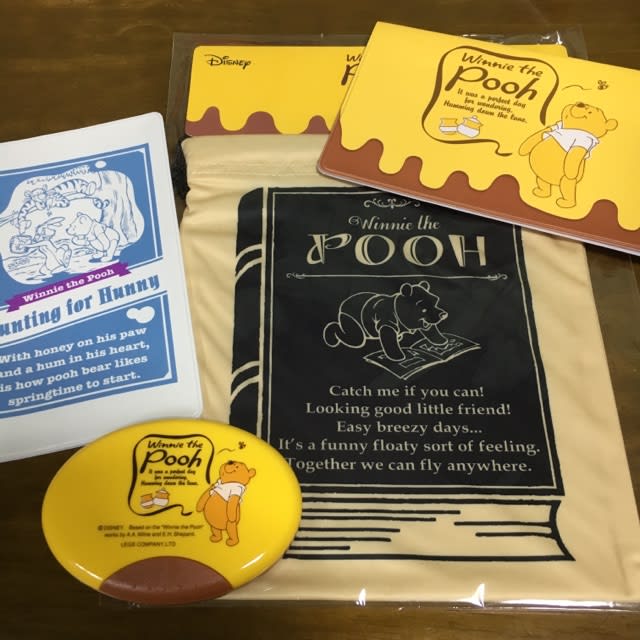 Disney
Winnie the
Pooh
It was a perfect day
for wondering.
Humming down the lane.
Winnie the
POOH
Catch me if you can!
Looking good little friend!
Easy breezy days...
It's a funny floaty sort of feeling.
Together we can fly anywhere.
Winnie the Pooh
for Hunny
With honey on his paw
and a hum in his heart,
is how pooh bear likes
springtime to start.
Winnie the
Pooh
It was a perfect day
for wondering.
Humming down the lane.
© DISNEY. Based on the "Winnie the Pooh"
works by A.A. Milne and E.H. Shepard.
LEGS COMPANY,LTD